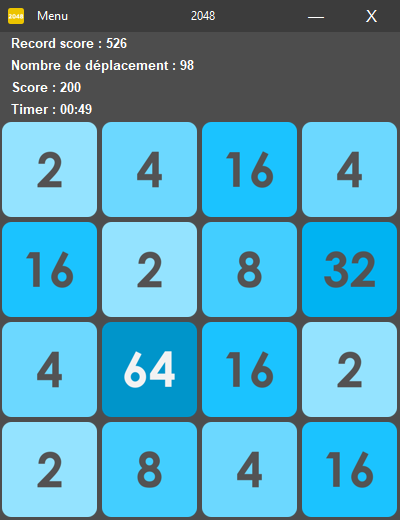 2048 Menu 2048 — X
Record score : 526
Nombre de déplacement : 98
Score : 200
Timer : 00:49
2 4 16 4
16 2 8 32
4 64 16 2
2 8 4 16